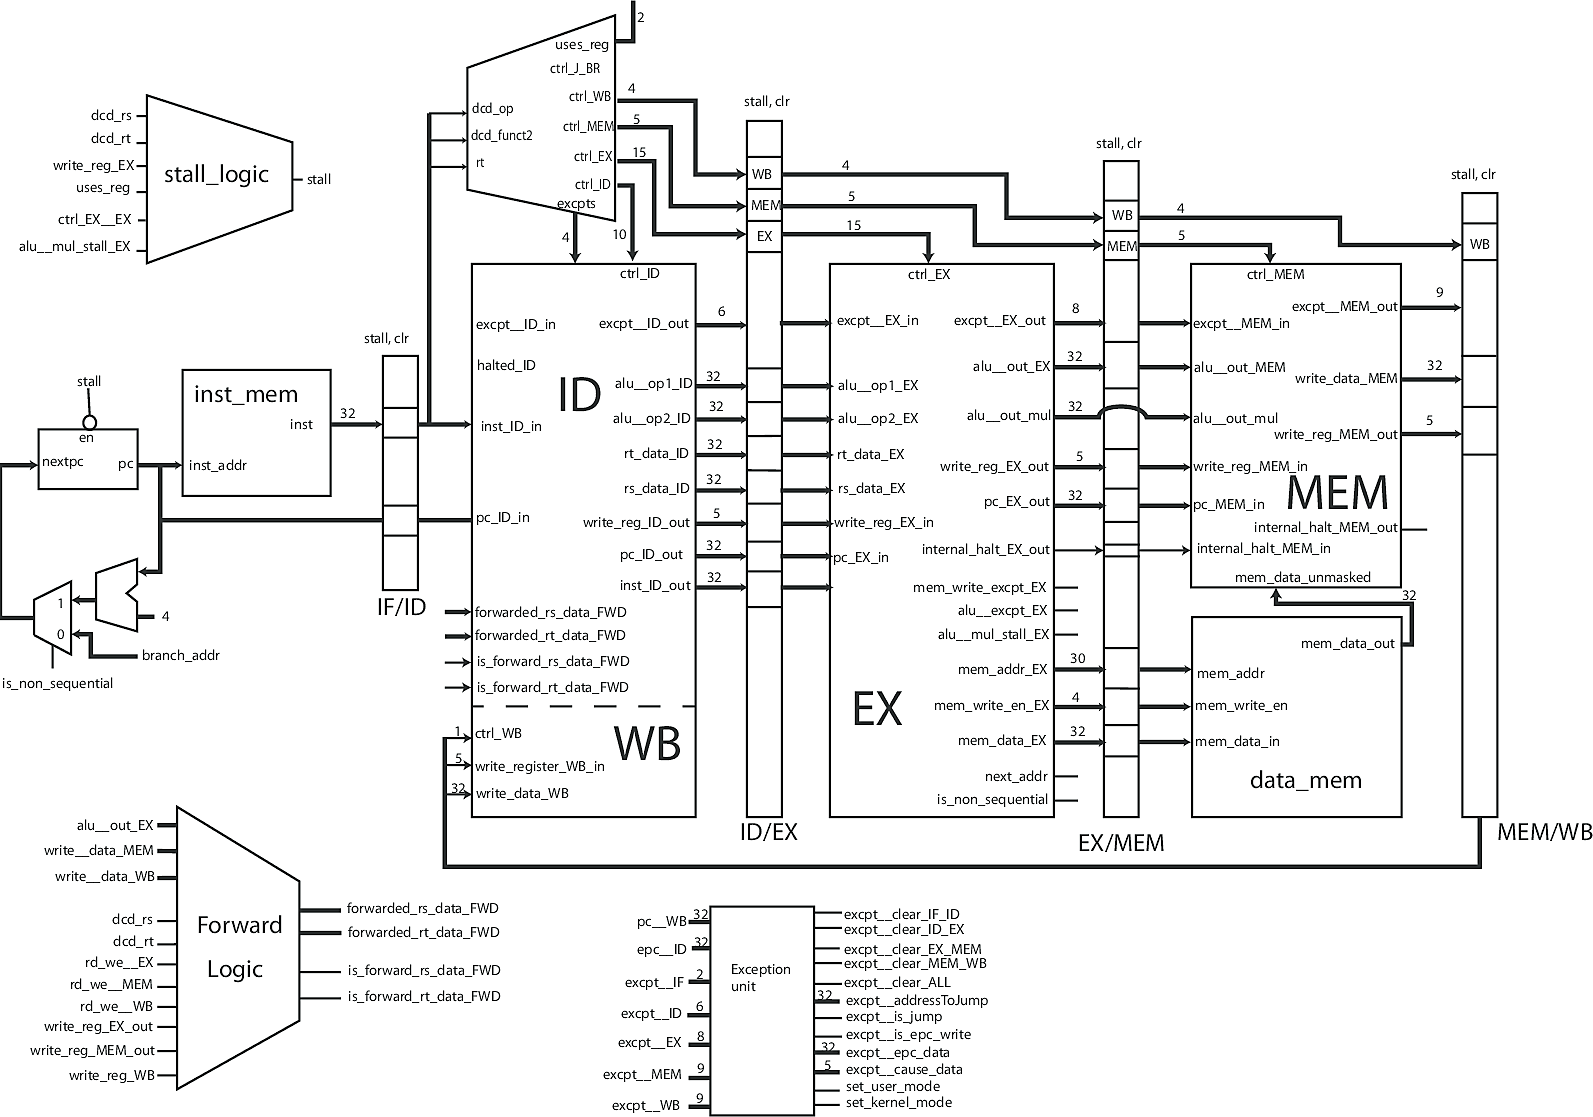 2
uses_reg
ctrl_J_BR
ctrl_WB
4
ctrl_MEM
5
ctrl_EX
15
ctrl_ID
excpts
dcd_op
dcd_funct2
rt
4
10
dcd_rs
dcd_rt
write_reg_EX
uses_reg
ctrl_EX__EX
alu__mul_stall_EX
stall_logic
stall
stall, clr
WB
MEM
EX
4
5
15
stall, clr
WB
MEM
4
5
stall, clr
WB
stall
en
nextpc
pc
inst_mem
inst
inst_addr
32
stall, clr
IF/ID
1
0
4
branch_addr
is_non_sequential
ctrl_ID
excpt__ID_in
excpt__ID_out
6
halted_ID
ID
alu__op1_ID
32
alu__op2_ID
32
inst_ID_in
rt_data_ID
32
rs_data_ID
32
pc_ID_in
write_reg_ID_out
5
pc_ID_out
32
inst_ID_out
32
forwarded_rs_data_FWD
forwarded_rt_data_FWD
is_forward_rs_data_FWD
is_forward_rt_data_FWD
1
ctrl_WB
WB
5
write_register_WB_in
32
write_data_WB
ID/EX
ctrl_EX
excpt__EX_in
excpt__EX_out
8
alu__out_EX
32
alu__op1_EX
alu__op2_EX
alu__out_mul
32
rt_data_EX
write_reg_EX_out
5
rs_data_EX
pc_EX_out
32
write_reg_EX_in
internal_halt_EX_out
pc_EX_in
mem_write_excpt_EX
alu__excpt_EX
alu__mul_stall_EX
mem_addr_EX
30
EX
mem_write_en_EX
4
mem_data_EX
32
next_addr
is_non_sequential
EX/MEM
ctrl_MEM
excpt__MEM_out
9
excpt__MEM_in
alu__out_MEM
write_data_MEM
32
alu__out_mul
write_reg_MEM_out
5
write_reg_MEM_in
MEM
pc_MEM_in
internal_halt_MEM_out
internal_halt_MEM_in
mem_data_unmasked
32
mem_data_out
mem_addr
mem_write_en
mem_data_in
data_mem
MEM/WB
alu__out_EX
write__data_MEM
write__data_WB
dcd_rs
dcd_rt
rd_we__EX
rd_we__MEM
rd_we__WB
write_reg_EX_out
write_reg_MEM_out
write_reg_WB
Forward
Logic
forwarded_rs_data_FWD
forwarded_rt_data_FWD
is_forward_rs_data_FWD
is_forward_rt_data_FWD
pc__WB
32
epc__ID
32
excpt__IF
2
excpt__ID
6
excpt__EX
8
excpt__MEM
9
excpt__WB
9
Exception
unit
excpt__clear_IF_ID
excpt__clear_ID_EX
excpt__clear_EX_MEM
excpt__clear_MEM_WB
excpt__clear_ALL
32
excpt__addressToJump
excpt__is_jump
excpt__is_epc_write
32
excpt__epc_data
5
excpt__cause_data
set_user_mode
set_kernel_mode